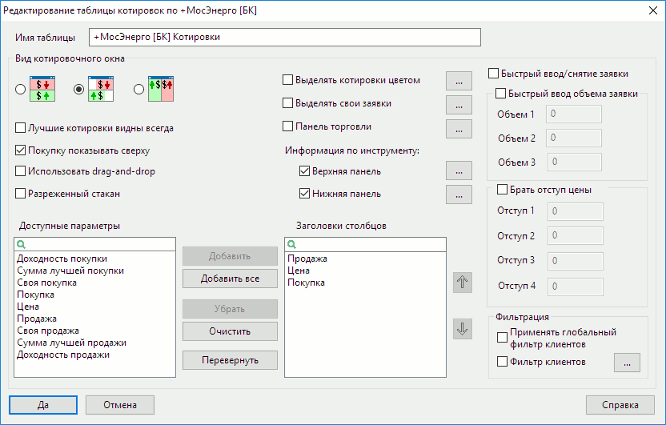 Редактирование таблицы котировок по +МосЭнерго [БК]
Имя таблицы
+МосЭнерго [БК] Котировки
Вид котировочного окна
$
$
$
$
$
Лучшие котировки видны всегда
Покупку показывать сверху
Использовать drag-and-drop
Разреженный стакан
Выделять котировки цветом
...
Выделять свои заявки
...
Панель торговли
...
Информация по инструменту:
Верхняя панель
...
Нижняя панель
...
Быстрый ввод/снятие заявки
Быстрый ввод объема заявки
Объем 1
0
Объем 2
0
Объем 3
0
Брать отступ цены
Отступ 1
0
Отступ 2
0
Отступ 3
0
Отступ 4
0
Фильтрация
Применять глобальный
фильтр клиентов
Фильтр клиентов
...
Доступные параметры
Доходность покупки
Сумма лучшей покупки
Своя покупка
Покупка
Цена
Продажа
Своя продажа
Сумма лучшей продажи
Доходность продажи
Добавить
Добавить все
Убрать
Очистить
Перевернуть
Заголовки столбцов
Продажа
Цена
Покупка
Да
Отмена
Справка